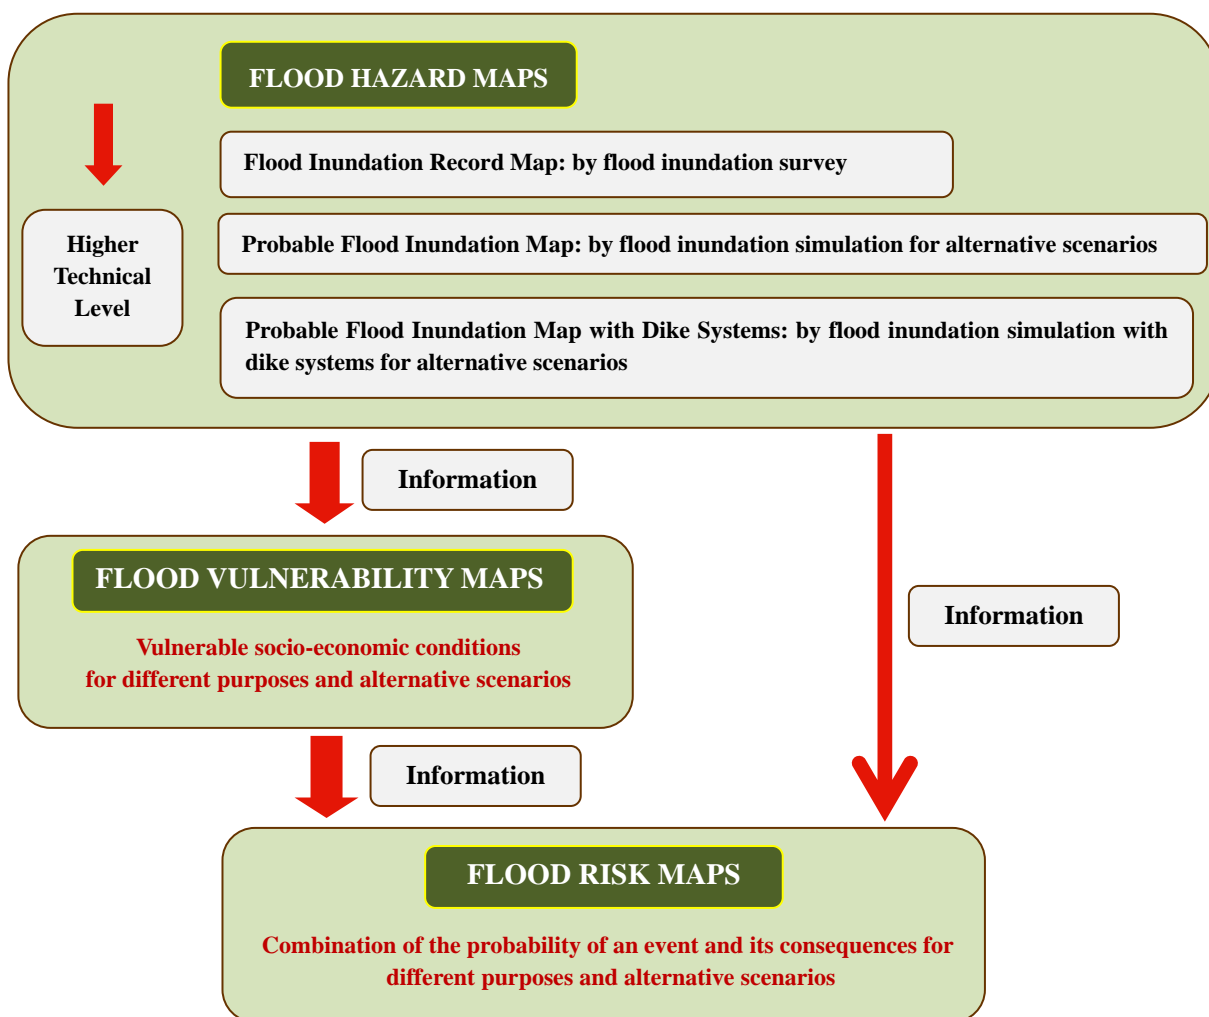 FLOOD HAZARD MAPS
Flood Inundation Record Map: by flood inundation survey
Higher
Technical
Level
Probable Flood Inundation Map: by flood inundation simulation for alternative scenarios
Probable Flood Inundation Map with Dike Systems: by flood inundation simulation with
dike systems for alternative scenarios
Information
FLOOD VULNERABILITY MAPS
Vulnerable socio-economic conditions
for different purposes and alternative scenarios
Information
Information
FLOOD RISK MAPS
Combination of the probability of an event and its consequences for
different purposes and alternative scenarios